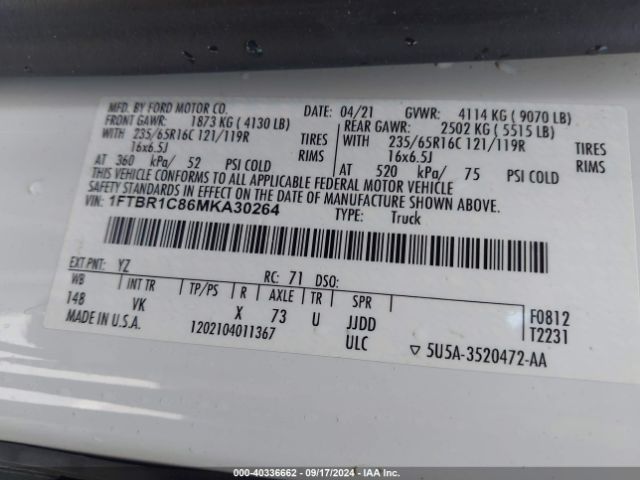 MFD. BY FORD MOTOR CO.
DATE: 04/21 GVWR: 4114 KG ( 9070 LB)
FRONT GAWR: 1873 KG ( 4130 LB)
REAR GAWR: 2502 KG ( 5515 LB)
WITH 235/65R16C 121/119R TIRES
WITH 235/65R16C 121/119R TIRES
16x6.5J RIMS
16x6.5J RIMS
AT 360 kPa/ 52 PSI COLD
AT 520 kPa/ 75 PSI COLD
THIS VEHICLE CONFORMS TO ALL APPLICABLE FEDERAL MOTOR VEHICLE
SAFETY STANDARDS IN EFFECT ON THE DATE OF MANUFACTURE SHOWN ABOVE.
VIN: 1FTBR1C86MKA30264
TYPE: Truck
EXT PNT: YZ RC: 71 DSO:
WB INT TR TP/PS R AXLE TR SPR
148 VK X 73 U JJDD
F0812
T2231
MADE IN U.S.A. 1202104011367 ULC
▽ 5U5A-3520472-AA
000-40336662 - 09/17/2024 - IAA Inc.